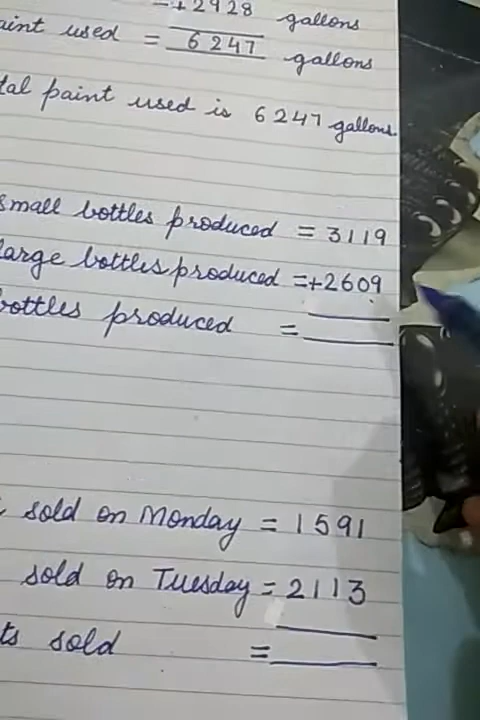 +2928 gallons
aint used = 6247 gallons
tal paint used is 6247 gallons.
small bottles produced = 3119
large bottles produced =+2609
bottles produced =
sold on Monday = 1591
sold on Tuesday = 2113
ts sold =